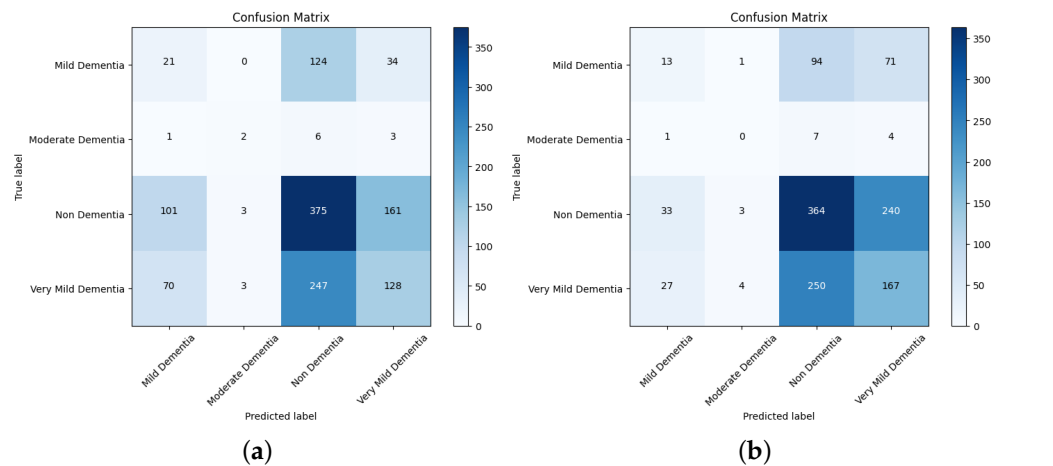 Confusion Matrix
Mild Dementia 21 0 124 34
Moderate Dementia 1 2 6 3
Non Dementia 101 3 375 161
Very Mild Dementia 70 3 247 128
True label
Mild Dementia Moderate Dementia Non Dementia Very Mild Dementia
Predicted label
350
300
250
200
150
100
50
0
(a)
Confusion Matrix
Mild Dementia 13 1 94 71
Moderate Dementia 1 0 7 4
Non Dementia 33 3 364 240
Very Mild Dementia 27 4 250 167
True label
Mild Dementia Moderate Dementia Non Dementia Very Mild Dementia
Predicted label
350
300
250
200
150
100
50
0
(b)